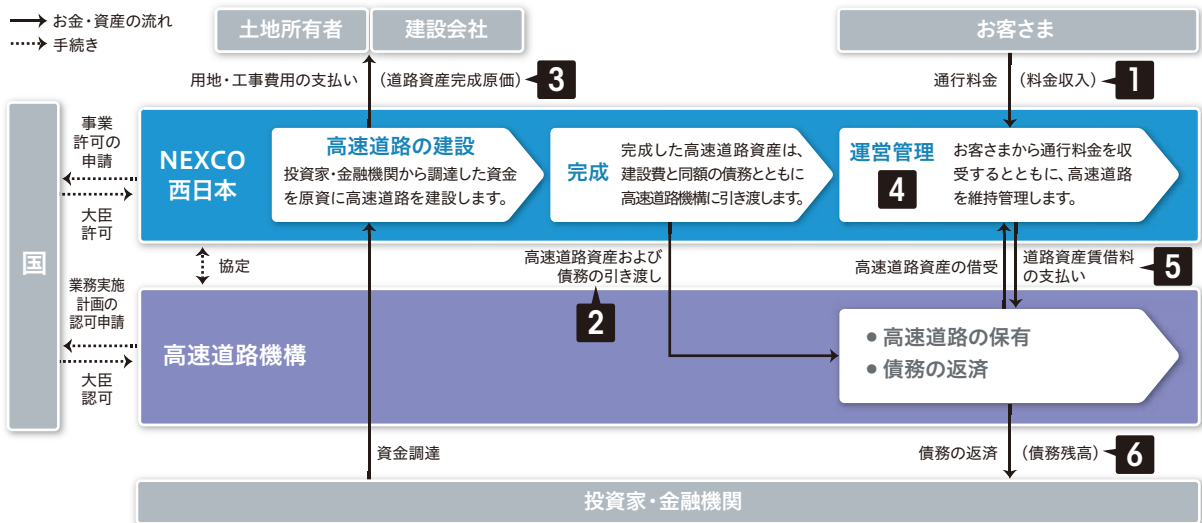 お金・資産の流れ
手続き
土地所有者
建設会社
お客さま
用地・工事費用の支払い
(道路資産完成原価)
3
通行料金
(料金収入)
1
国
事業
許可の
申請
大臣
許可
NEXCO
西日本
高速道路の建設
投資家・金融機関から調達した資金
を原資に高速道路を建設します。
完成
完成した高速道路資産は、
建設費と同額の債務とともに
高速道路機構に引き渡します。
運営管理
4
お客さまから通行料金を収
受するとともに、高速道路
を維持管理します。
協定
高速道路資産および
債務の引き渡し
2
高速道路資産の借受
道路資産賃借料
の支払い
5
業務実施
計画の
認可申請
大臣
認可
高速道路機構
● 高速道路の保有
● 債務の返済
資金調達
債務の返済
(債務残高)
6
投資家・金融機関